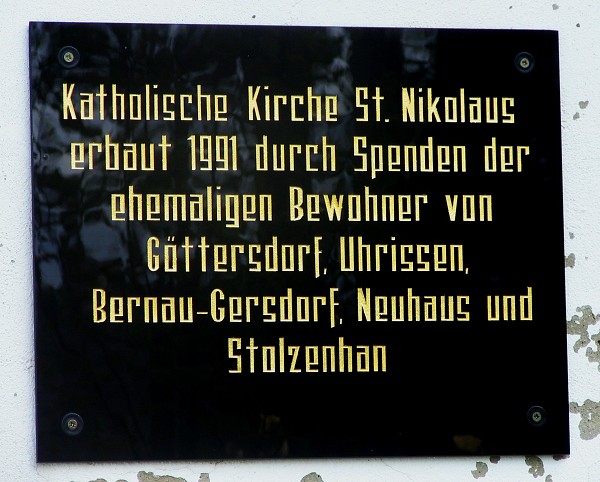 Katholische Kirche St. Nikolaus
erbaut 1991 durch Spenden der
ehemaligen Bewohner von
Göttersdorf, Uhrissen,
Bernau-Gersdorf, Neuhaus und
Stolzenhan